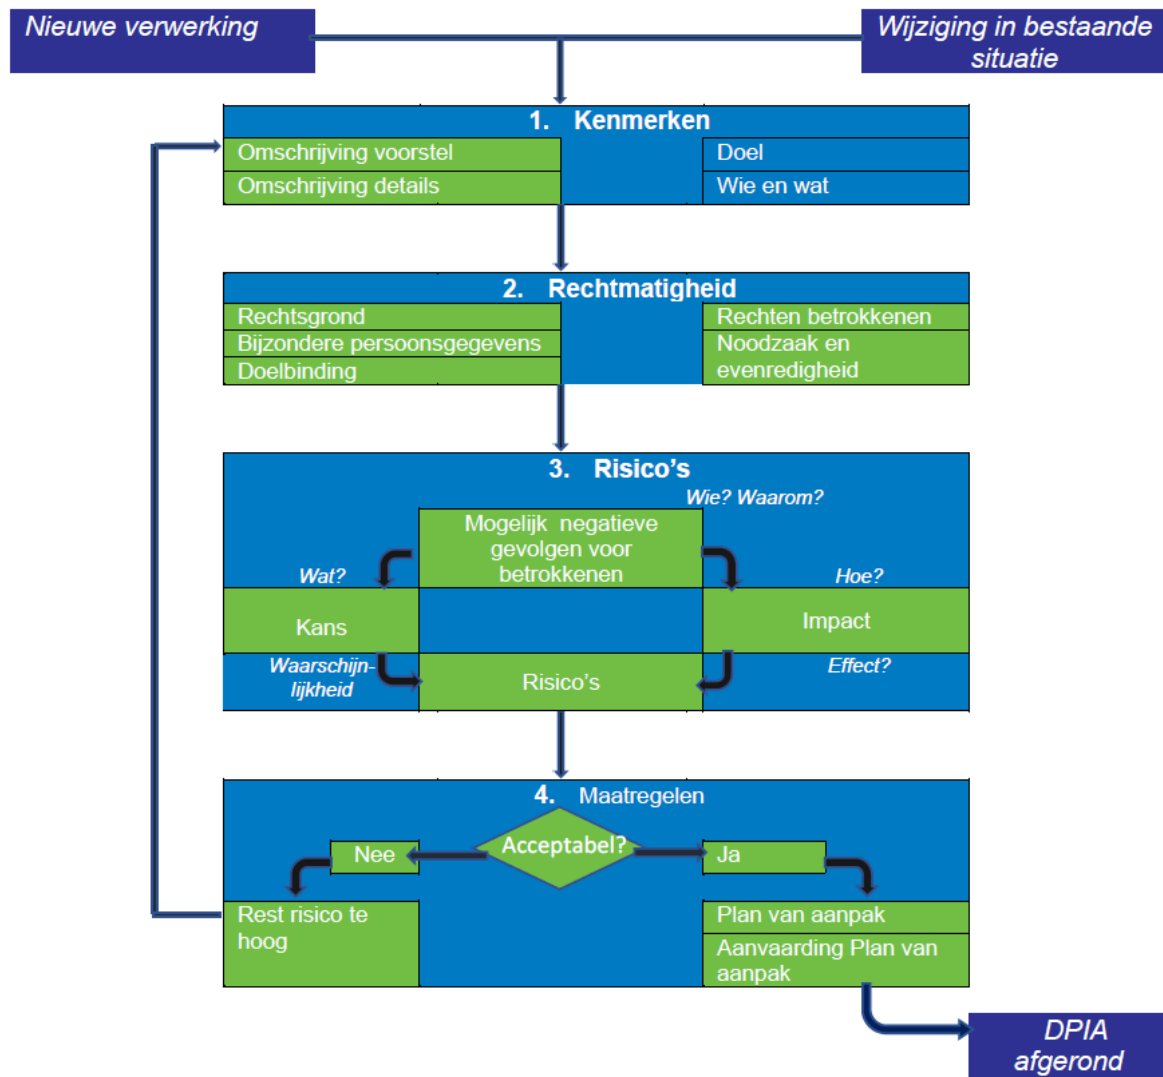 Nieuwe verwerking
Wijziging in bestaande
situatie
1. Kenmerken
Omschrijving voorstel
Doel
Omschrijving details
Wie en wat
2. Rechtmatigheid
Rechtsgrond
Rechten betrokkenen
Bijzondere persoonsgegevens
Noodzaak en
evenredigheid
Doelbinding
3. Risico's
Wie? Waarom?
Mogelijk negatieve
gevolgen voor
betrokkenen
Wat?
Hoe?
Kans
Impact
Waarschijn-
lijkheid
Risico's
Effect?
4. Maatregelen
Acceptabel?
Nee
Ja
Rest risico te
hoog
Plan van aanpak
Aanvaarding Plan van
aanpak
DPIA
afgerond